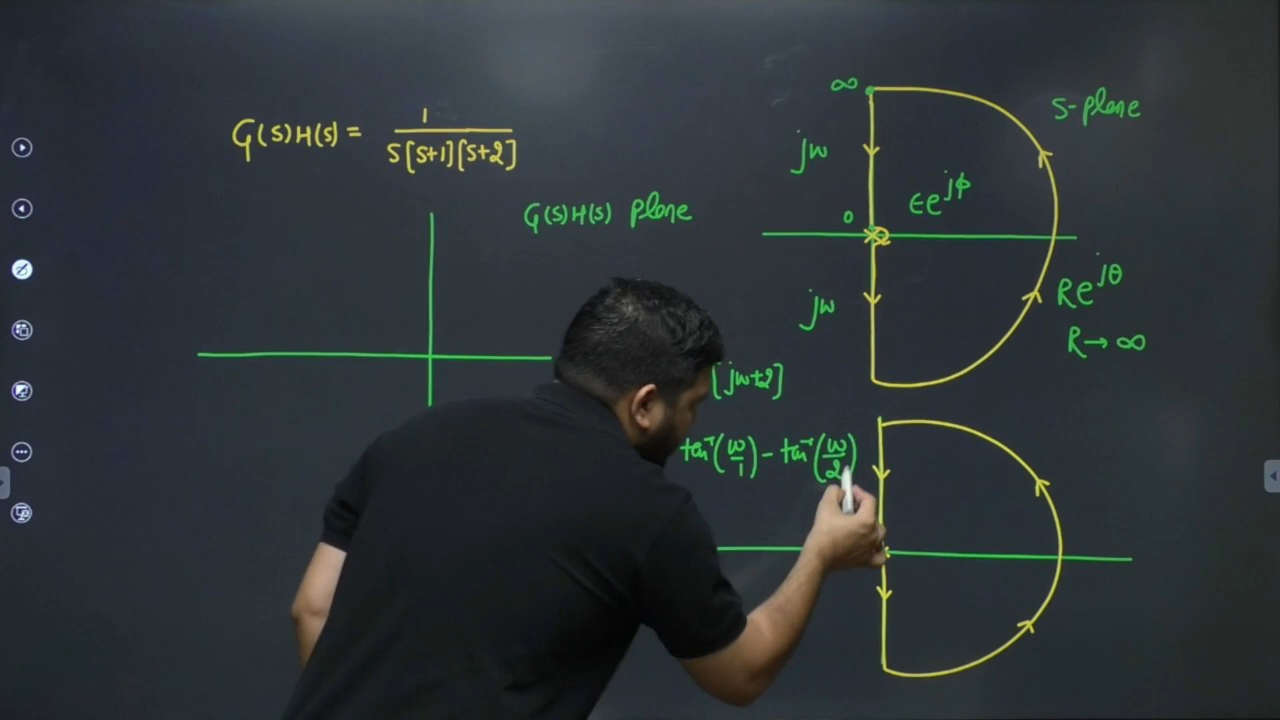 G(s)H(s) = 1 / s[s+1][s+2]
G(s)H(s) plane
[jω+2]
tan⁻¹(ω/1) – tan⁻¹(ω/2)
∞
s-plane
jω
0
εe^jϕ
jω
Re^jθ
R→∞